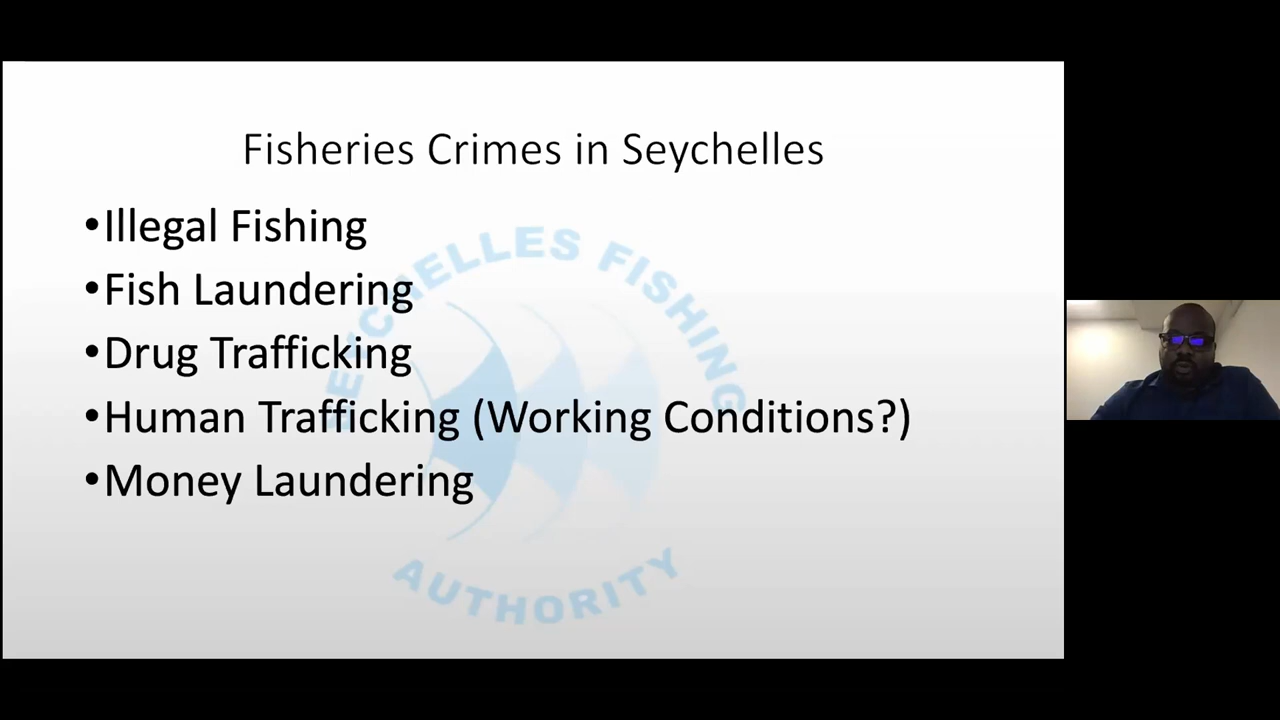 Fisheries Crimes in Seychelles
•Illegal Fishing
•Fish Laundering
•Drug Trafficking
•Human Trafficking (Working Conditions?)
•Money Laundering
SEYCHELLES FISHING
AUTHORITY